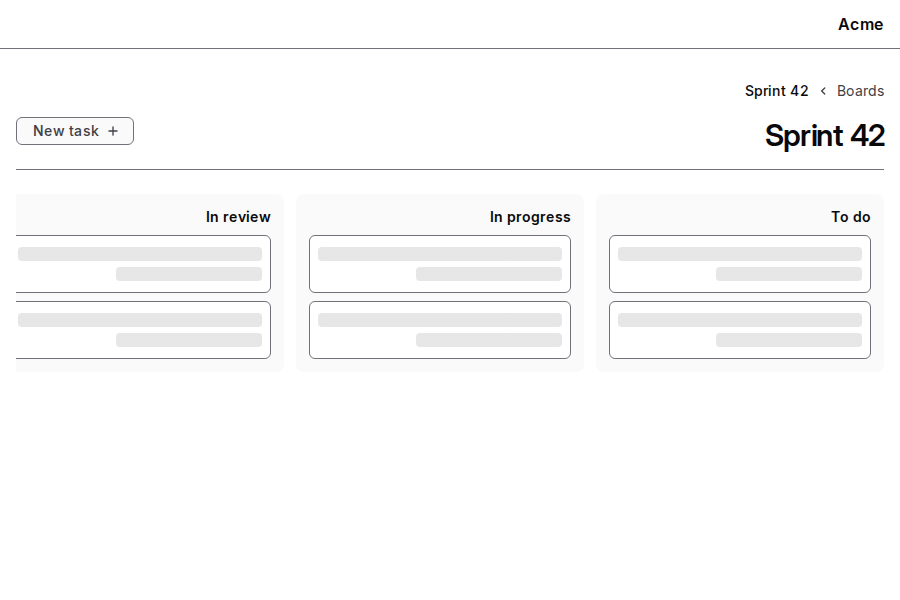 Acme
Boards
Sprint 42
Sprint 42
New task
To do
In progress
In review